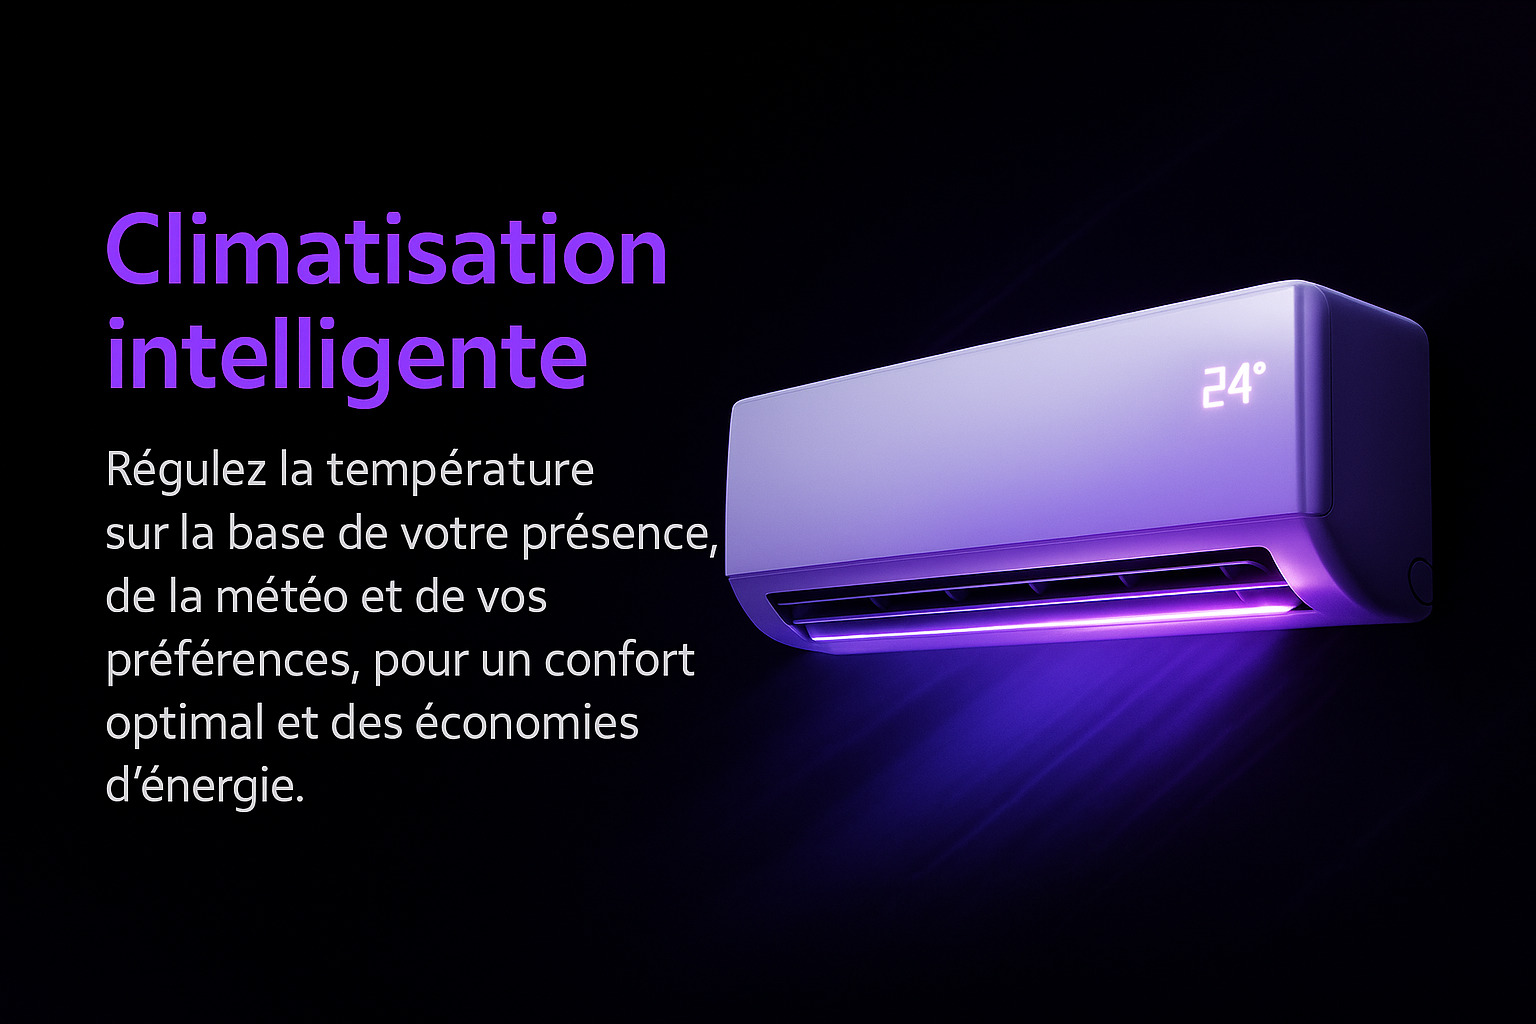 Climatisation
intelligente
Régulez la température
sur la base de votre présence,
de la météo et de vos
préférences, pour un confort
optimal et des économies
d’énergie.
24°